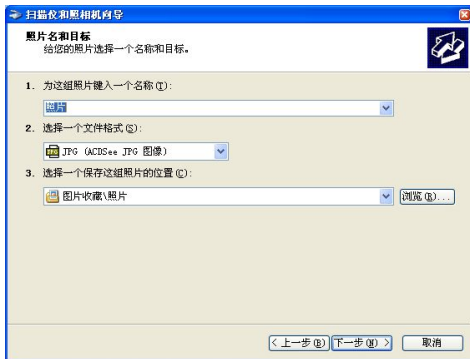 扫描仪和照相机向导
照片名和目标
给您的照片选择一个名称和目标。
1. 为这组照片键入一个名称(T):
照片
2. 选择一个文件格式(S):
JPG (ACDSee JPG 图像)
3. 选择一个保存这组照片的位置(C):
图片收藏\照片
浏览(R)...
< 上一步(B) 下一步(N) > 取消